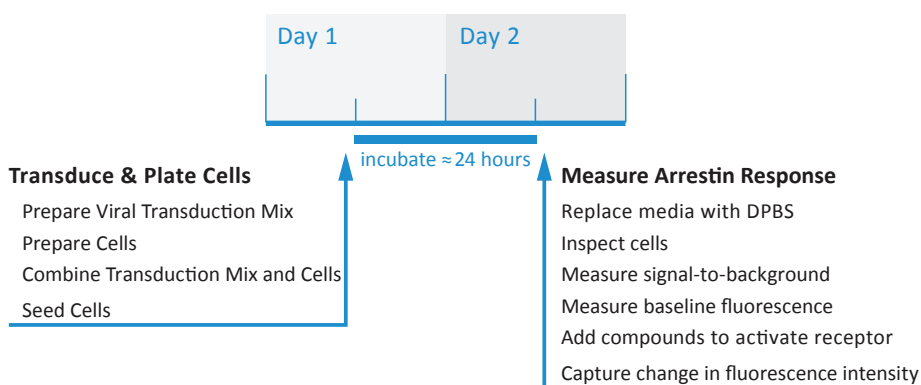 Day 1
Day 2
incubate ≈ 24 hours
Transduce & Plate Cells
Prepare Viral Transduction Mix
Prepare Cells
Combine Transduction Mix and Cells
Seed Cells
Measure Arrestin Response
Replace media with DPBS
Inspect cells
Measure signal-to-background
Measure baseline fluorescence
Add compounds to activate receptor
Capture change in fluorescence intensity